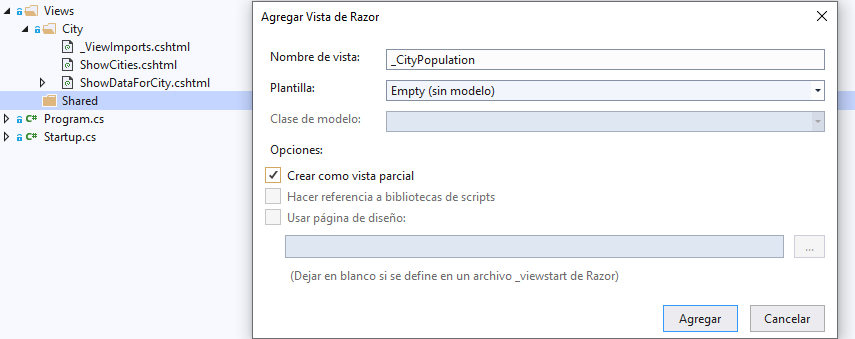 Views
City
_ViewImports.cshtml
ShowCities.cshtml
ShowDataForCity.cshtml
Shared
C# Program.cs
C# Startup.cs
Agregar Vista de Razor
Nombre de vista: _CityPopulation
Plantilla: Empty (sin modelo)
Clase de modelo:
Opciones:
Crear como vista parcial
Hacer referencia a bibliotecas de scripts
Usar página de diseño:
...
(Dejar en blanco si se define en un archivo _viewstart de Razor)
Agregar Cancelar